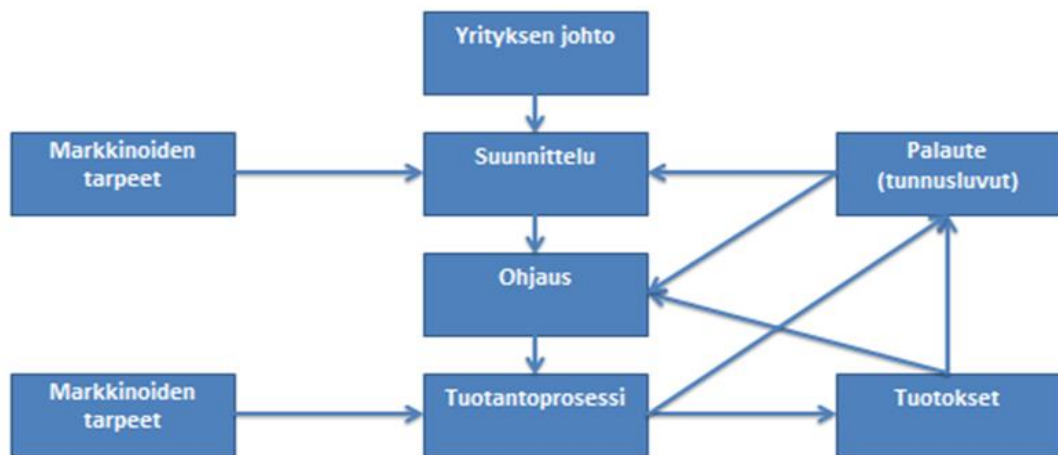 Yrityksen johto
Markkinoiden
tarpeet
Suunnittelu
Palaute
(tunnusluvut)
Ohjaus
Markkinoiden
tarpeet
Tuotantoprosessi
Tuotokset